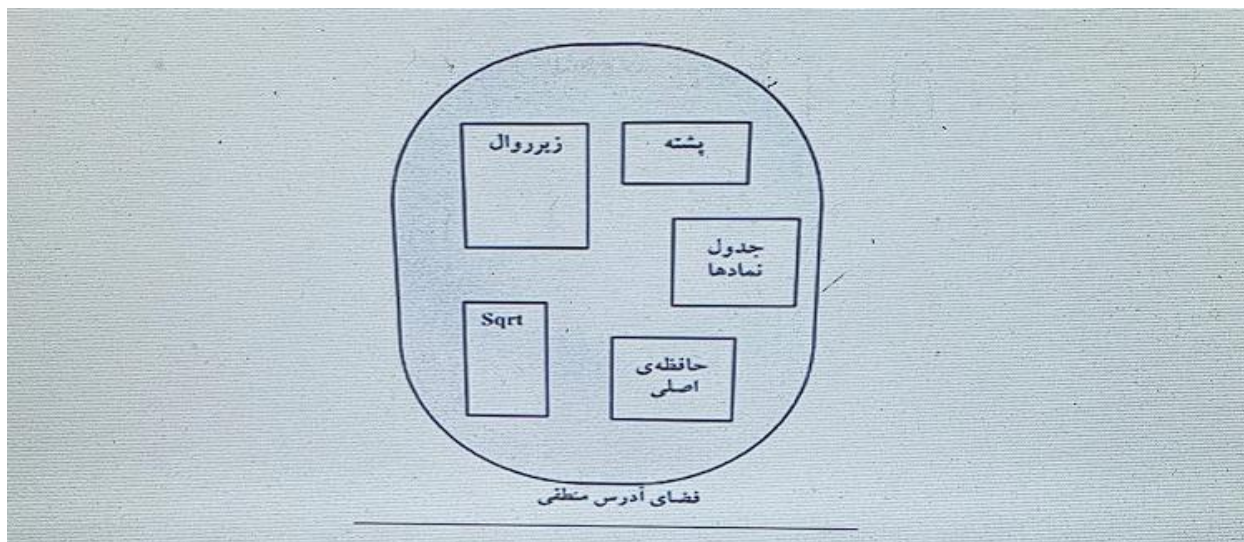 زیرروال
پشته
جدول
نمادها
Sqrt
حافظه‌ی
اصلی
فضای آدرس منطقی